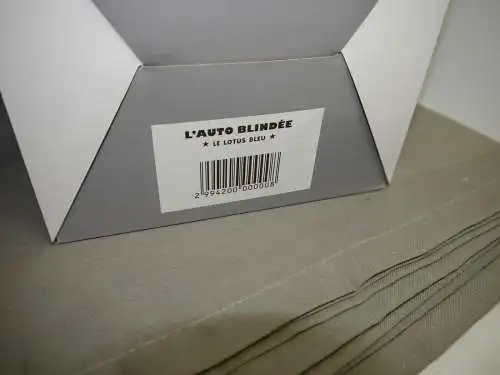 L'AUTO BLINDÉE
★ LE LOTUS BLEU ★
2 994200 000008